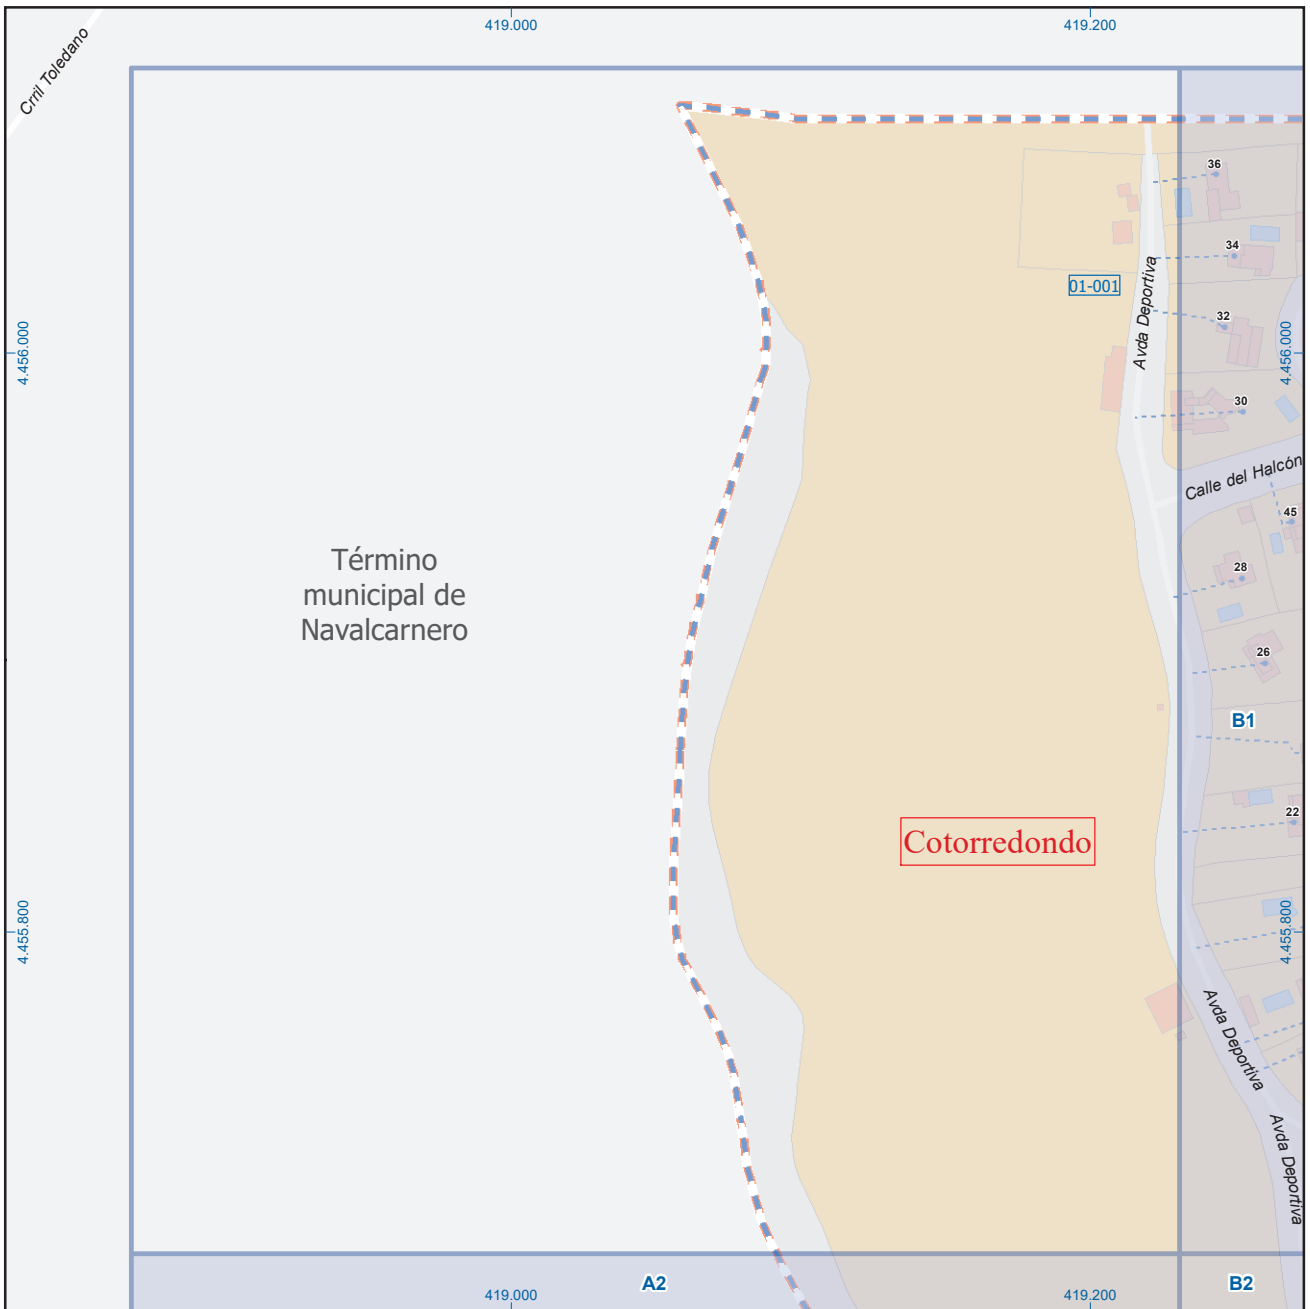 419.000
419.200
Crril Toledano
36
34
01-001
Avda Deportiva
32
4.456.000
4.456.000
30
Calle del Halcón
45
Término
municipal de
Navalcarnero
28
26
B1
22
Cotorredondo
4.455.800
4.455.800
Avda Deportiva
Avda Deportiva
A2
B2
419.000
419.200